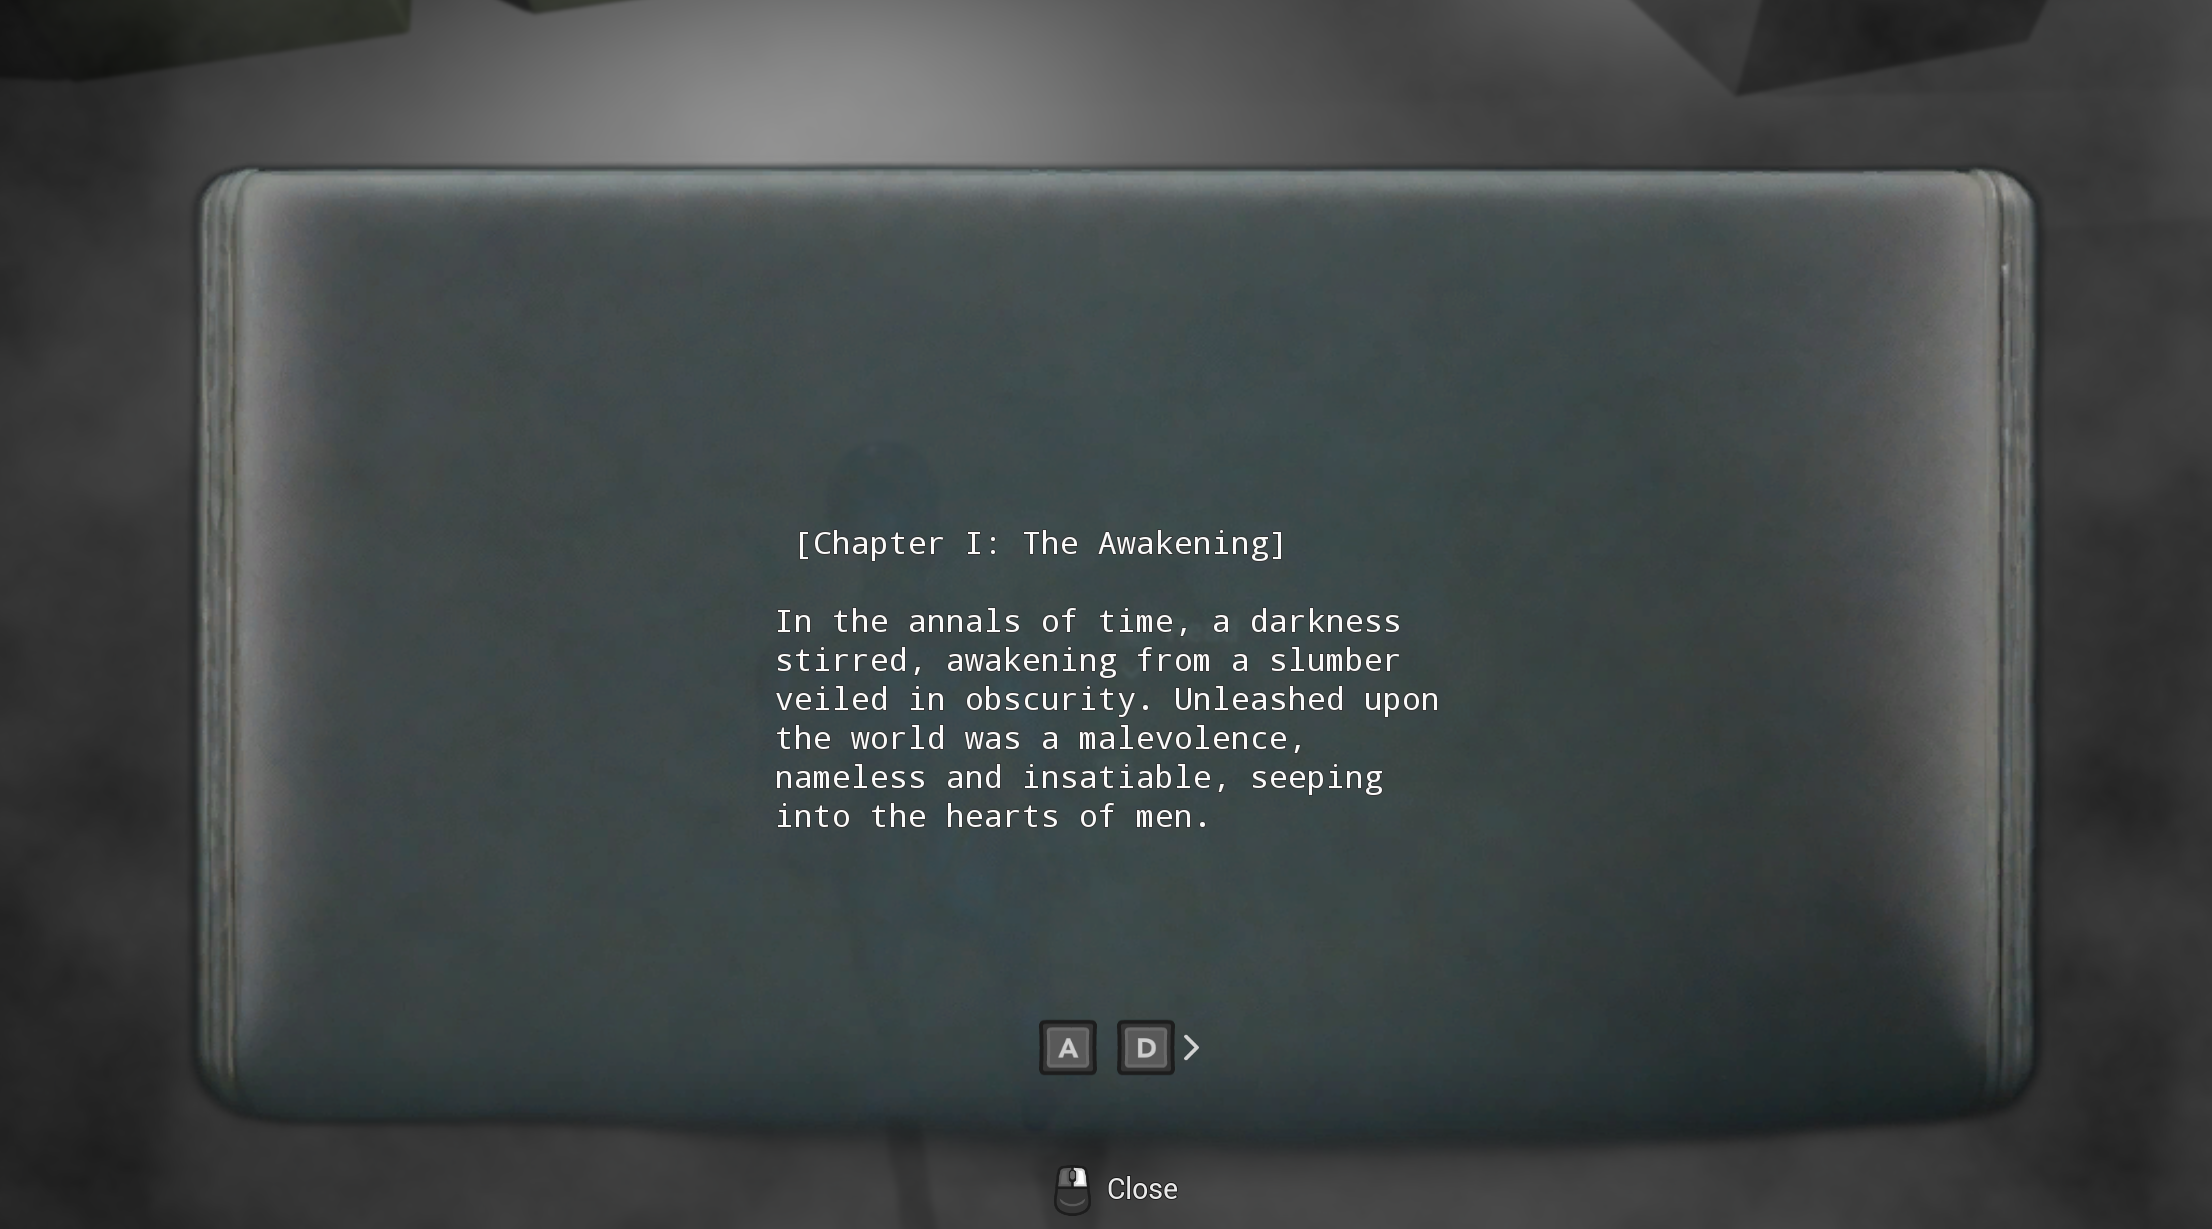 [Chapter I: The Awakening]
In the annals of time, a darkness
stirred, awakening from a slumber
veiled in obscurity. Unleashed upon
the world was a malevolence,
nameless and insatiable, seeping
into the hearts of men.
A D >
Close